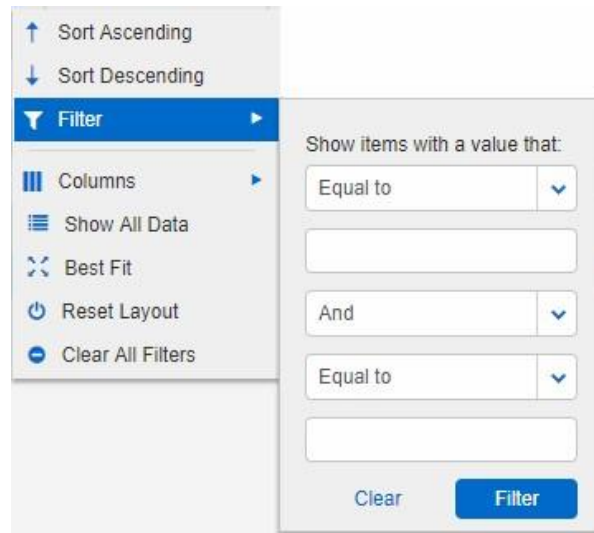 Sort Ascending
Sort Descending
Filter
Columns
Show All Data
Best Fit
Reset Layout
Clear All Filters
Show items with a value that:
Equal to
And
Equal to
Clear
Filter